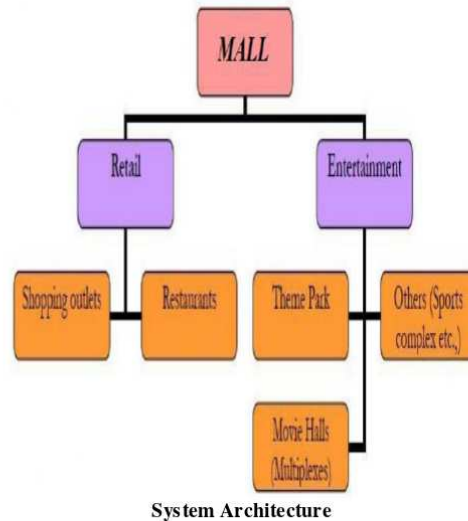 MALL
Retail
Entertainment
Shopping outlets
Restaurants
Theme Park
Others (Sports
complex etc.,)
Movie Halls
(Multiplexes)
System Architecture